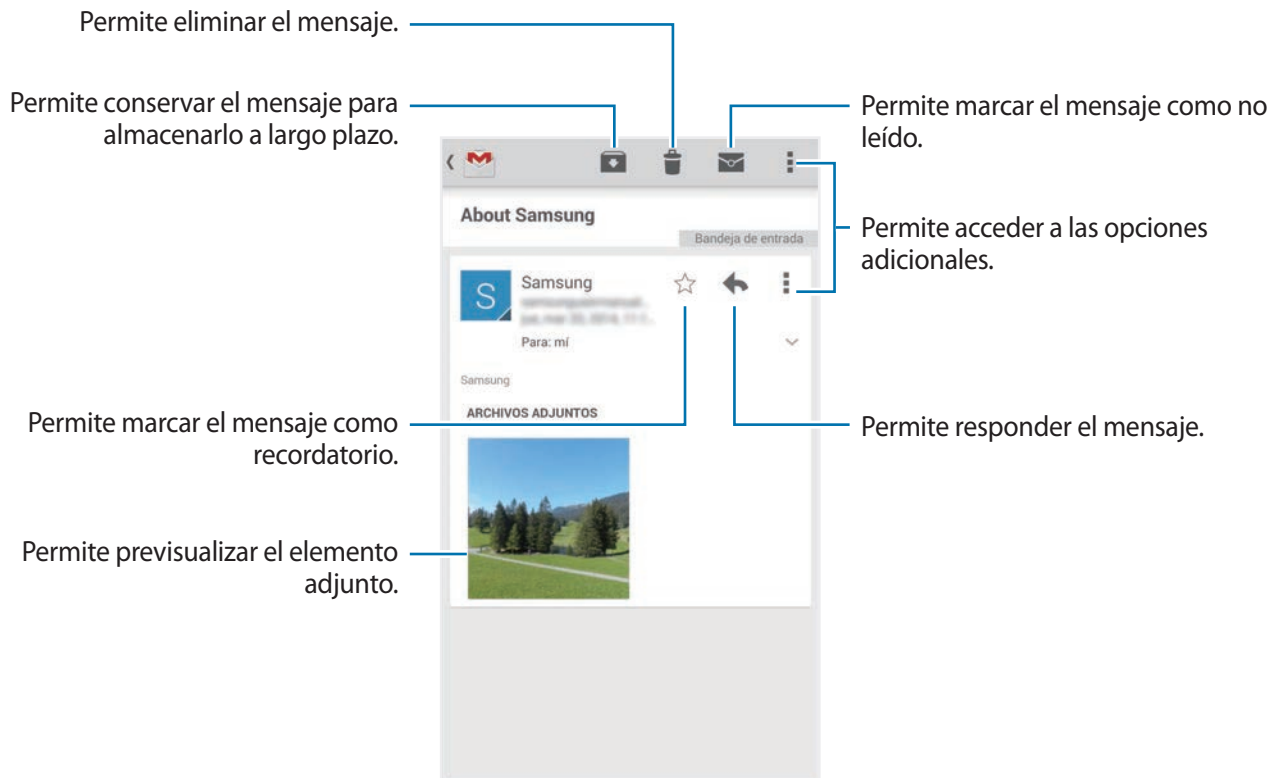 Permite eliminar el mensaje.
Permite conservar el mensaje para
almacenarlo a largo plazo.
Permite marcar el mensaje como no
leído.
About Samsung
Bandeja de entrada
Permite acceder a las opciones
adicionales.
S
Samsung
Para: mí
Samsung
ARCHIVOS ADJUNTOS
Permite marcar el mensaje como
recordatorio.
Permite responder el mensaje.
Permite previsualizar el elemento
adjunto.